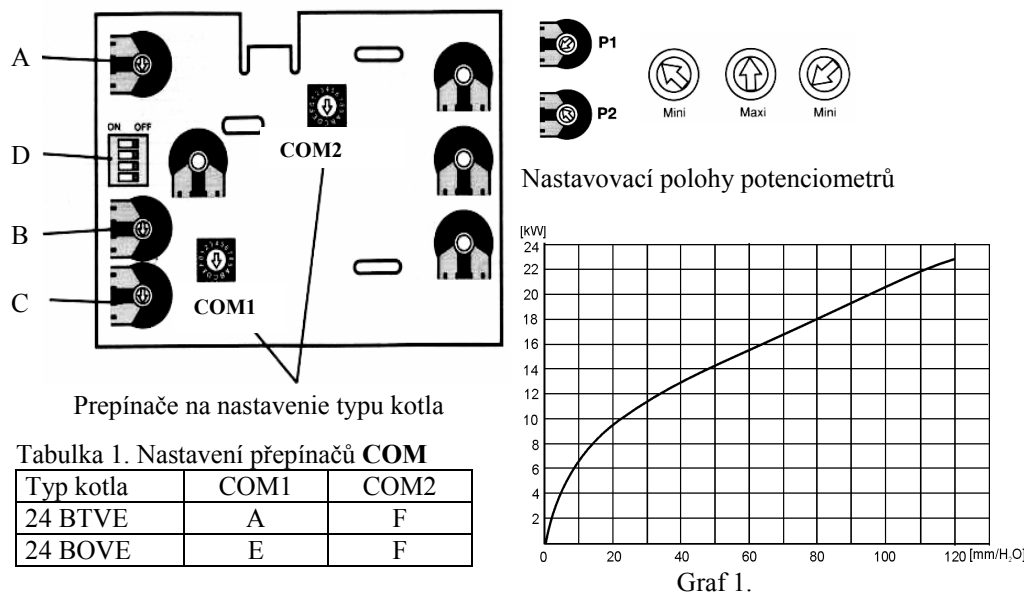 A
D
B
C
ON OFF
COM2
COM1
Prepínače na nastavenie typu kotla
Tabulka 1. Nastavení přepínačů COM
Typ kotla COM1 COM2
24 BTVE A F
24 BOVE E F
P1
P2
Mini Maxi Mini
Nastavovací polohy potenciometrů
[kW]
24
22
20
18
16
14
12
10
8
6
4
2
0 20 40 60 80 100 120 [mm/H₂O]
Graf 1.